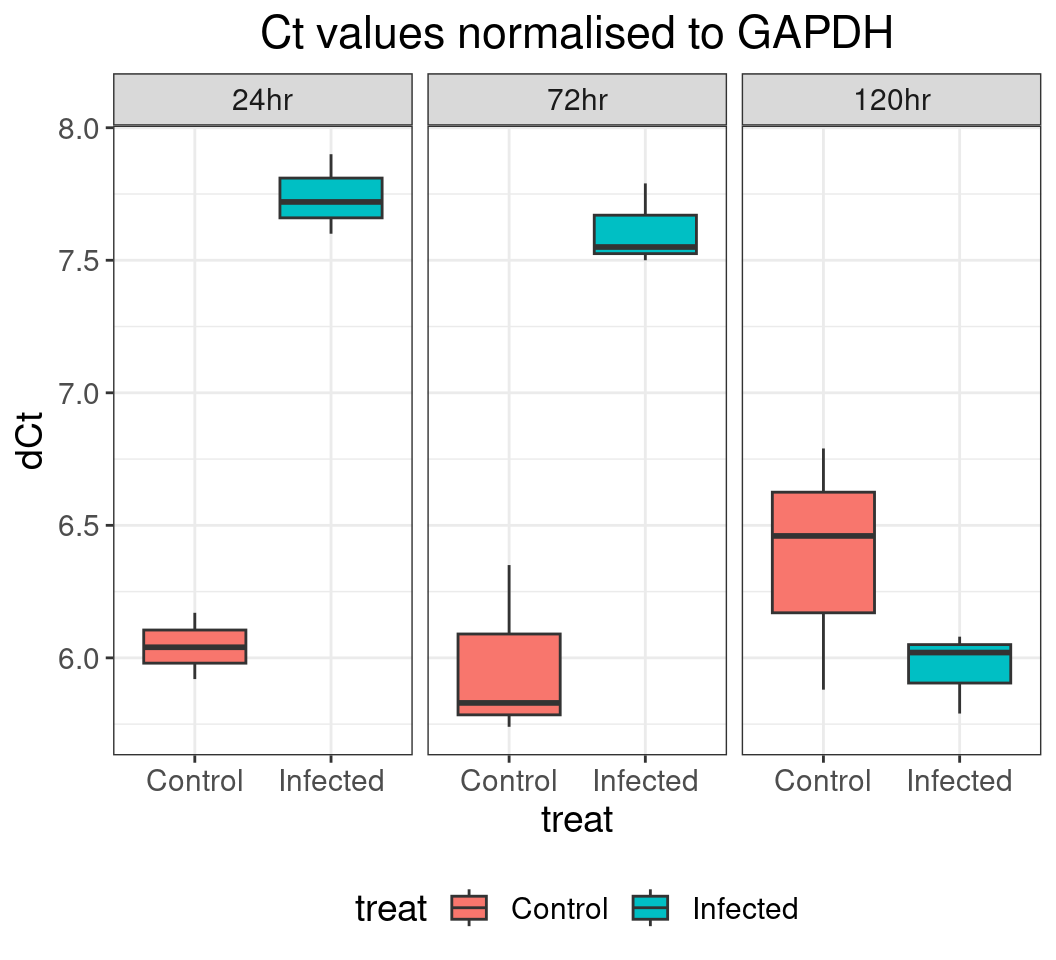 Ct values normalised to GAPDH
24hr 72hr 120hr
8.0
7.5
7.0
6.5
6.0
dCt
Control Infected Control Infected Control Infected
treat
treat Control Infected